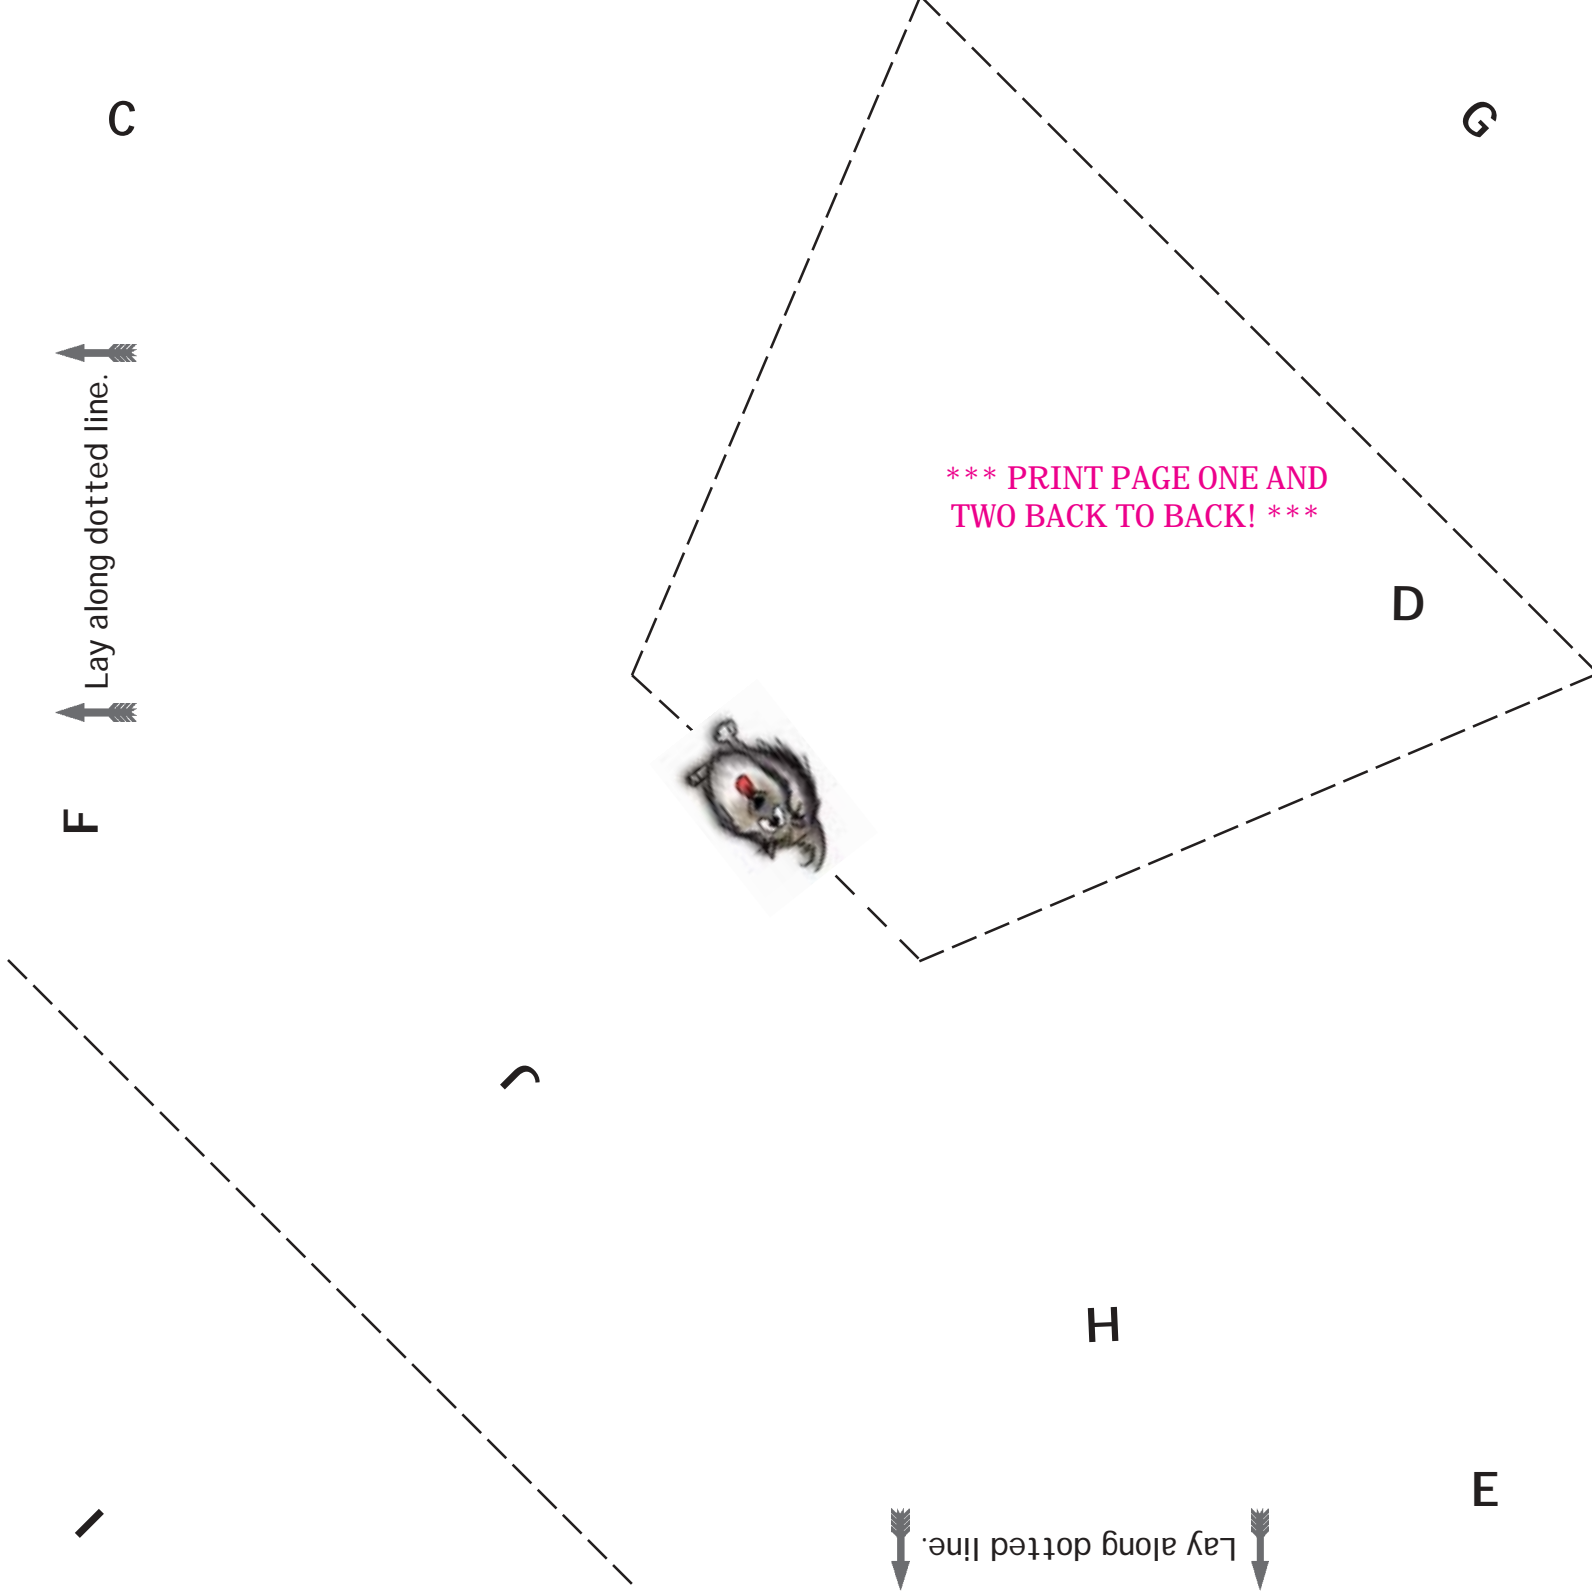 C
G
Lay along dotted line.
*** PRINT PAGE ONE AND
TWO BACK TO BACK! ***
D
F
J
H
E
I
Lay along dotted line.